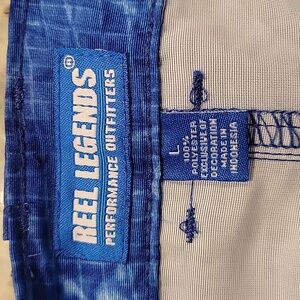 REEL LEGENDS®
PERFORMANCE OUTFITTERS
L
100%
POLYESTER
EXCLUSIVE OF
DECORATION
MADE IN
INDONESIA